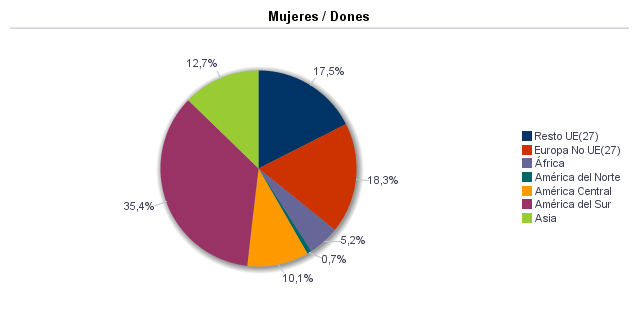 Mujeres / Dones
12,7%
17,5%
18,3%
35,4%
5,2%
0,7%
10,1%
Resto UE(27)
Europa No UE(27)
África
América del Norte
América Central
América del Sur
Asia